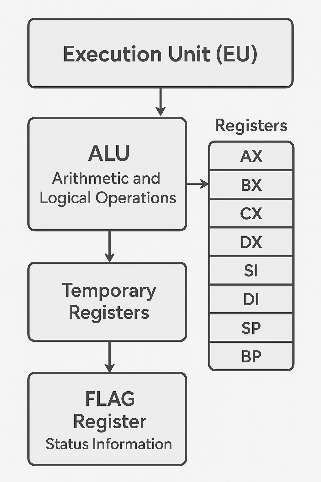 Execution Unit (EU)
ALU
Arithmetic and
Logical Operations
Registers
AX
BX
CX
DX
SI
DI
SP
BP
Temporary
Registers
FLAG
Register
Status Information